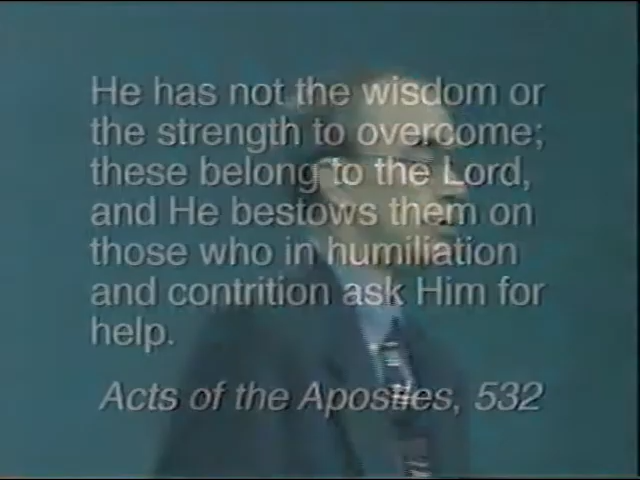 He has not the wisdom or
the strength to overcome;
these belong to the Lord,
and He bestows them on
those who in humiliation
and contrition ask Him for
help.
Acts of the Apostles, 532